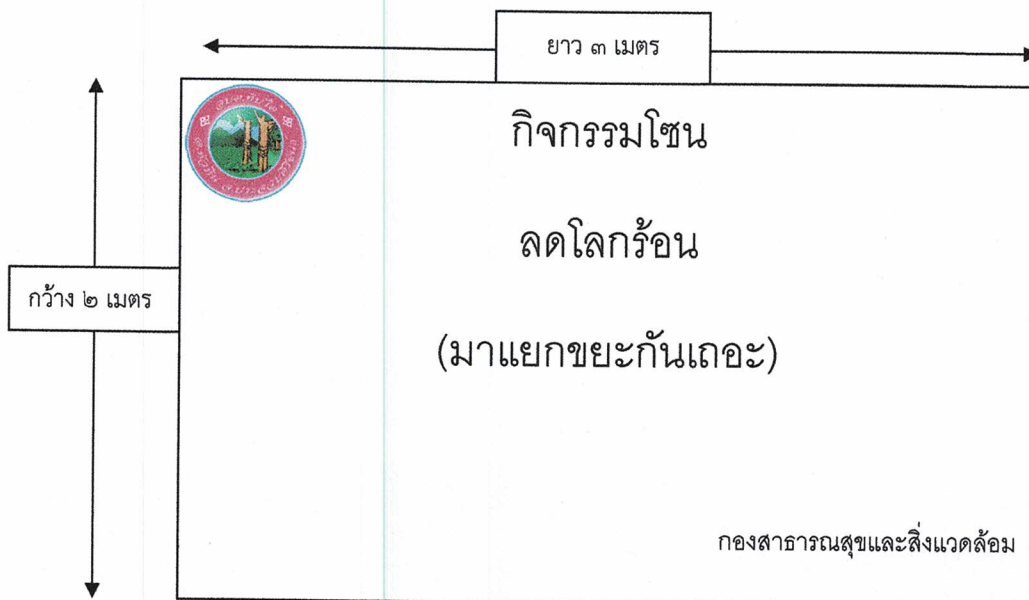 ยาว ๓ เมตร
กิจกรรมโซน
ลดโลกร้อน
กว้าง ๒ เมตร
(มาแยกขยะกันเถอะ)
กองสาธารณสุขและสิ่งแวดล้อม